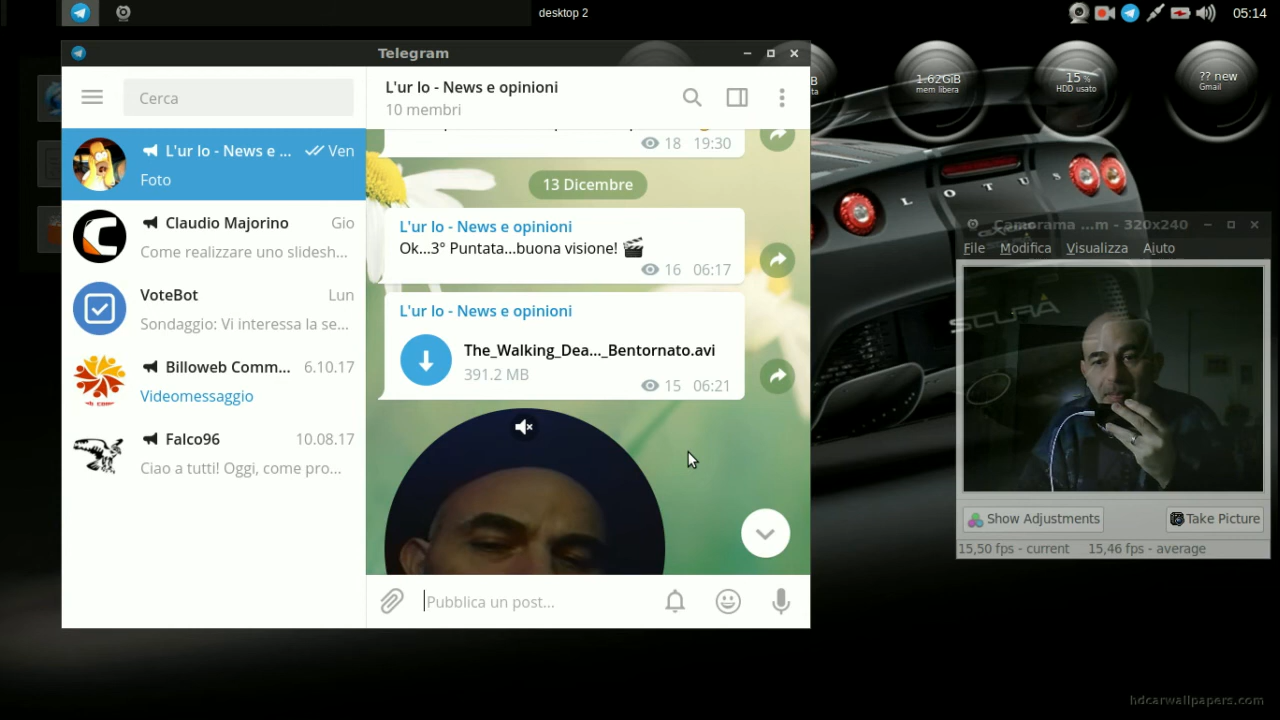 desktop 2
05:14
Telegram
Cerca
L'ur lo - News e ...
Ven
Foto
Claudio Majorino
Gio
Come realizzare uno slidesh...
VoteBot
Lun
Sondaggio: Vi interessa la se...
Billoweb Comm...
6.10.17
Videomessaggio
Falco96
10.08.17
Ciao a tutti! Oggi, come pro...
L'ur lo - News e opinioni
10 membri
18 19:30
13 Dicembre
L'ur lo - News e opinioni
Ok...3° Puntata...buona visione!
16 06:17
L'ur lo - News e opinioni
The_Walking_Dea..._Bentornato.avi
391.2 MB
15 06:21
Pubblica un post...
1.62GiB
mem libera
15 %
HDD usato
?? new
Gmail
LOTUS
Camorama ...m - 320x240
File Modifica Visualizza Aiuto
SCURA
Show Adjustments
Take Picture
15,50 fps - current 15,46 fps - average
hdcarwallpapers.com